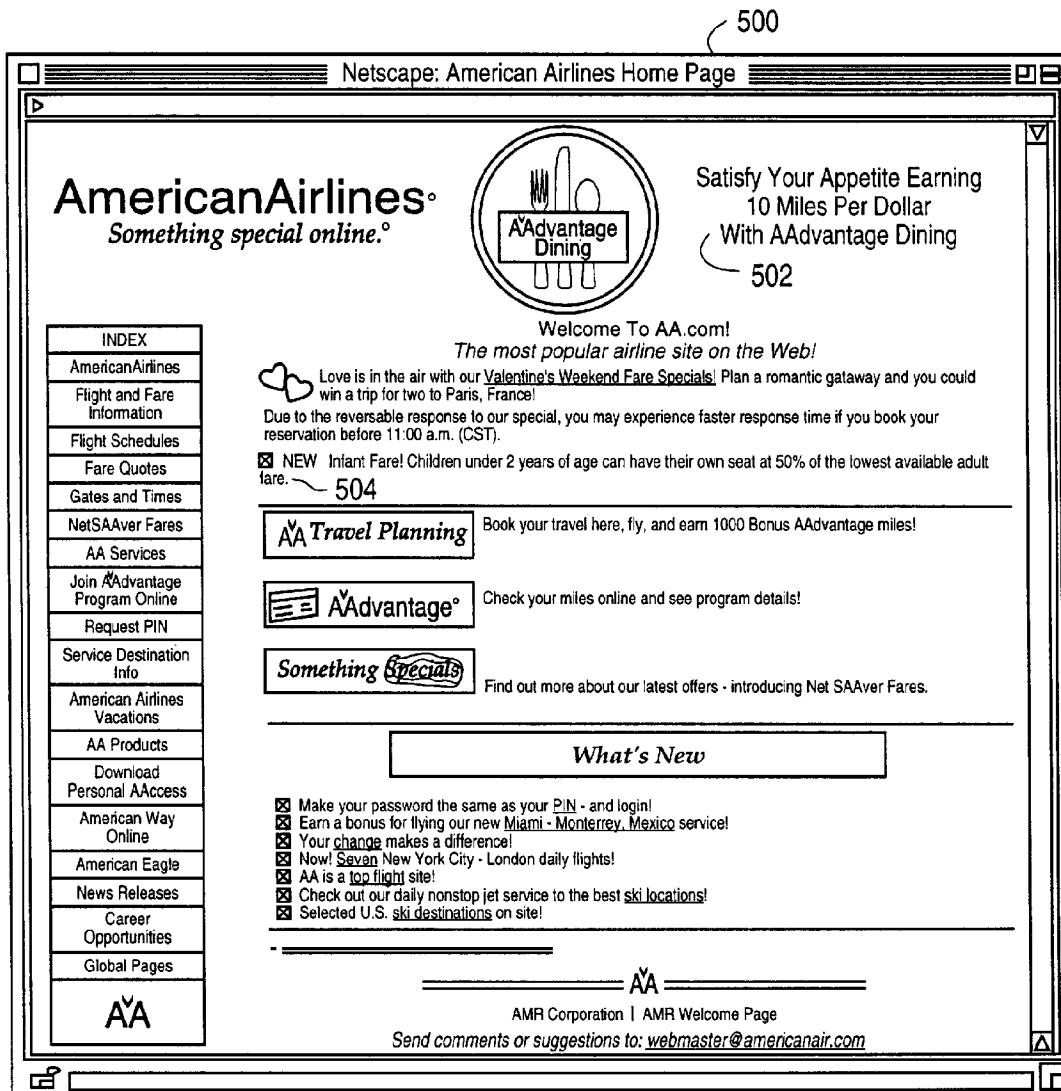 500
Netscape: American Airlines Home Page
AmericanAirlines°
Something special online.°
AAdvantage
Dining
Satisfy Your Appetite Earning
10 Miles Per Dollar
With AAdvantage Dining
502
INDEX
AmericanAirlines
Flight and Fare
Information
Flight Schedules
Fare Quotes
Gates and Times
NetSAAver Fares
AA Services
Join AAdvantage
Program Online
Request PIN
Service Destination
Info
American Airlines
Vacations
AA Products
Download
Personal AAccess
American Way
Online
American Eagle
News Releases
Career
Opportunities
Global Pages
AA
Welcome To AA.com!
The most popular airline site on the Web!
Love is in the air with our Valentine's Weekend Fare Specials! Plan a romantic gataway and you could
win a trip for two to Paris, France!
Due to the reversable response to our special, you may experience faster response time if you book your
reservation before 11:00 a.m. (CST).
NEW Infant Fare! Children under 2 years of age can have their own seat at 50% of the lowest available adult
fare.
504
AA Travel Planning
Book your travel here, fly, and earn 1000 Bonus AAdvantage miles!
AAdvantage°
Check your miles online and see program details!
Something Specials
Find out more about our latest offers - introducing Net SAAver Fares.
What's New
Make your password the same as your PIN - and login!
Earn a bonus for flying our new Miami - Monterrey, Mexico service!
Your change makes a difference!
Now! Seven New York City - London daily flights!
AA is a top flight site!
Check out our daily nonstop jet service to the best ski locations!
Selected U.S. ski destinations on site!
AA
AMR Corporation | AMR Welcome Page
Send comments or suggestions to: webmaster@americanair.com